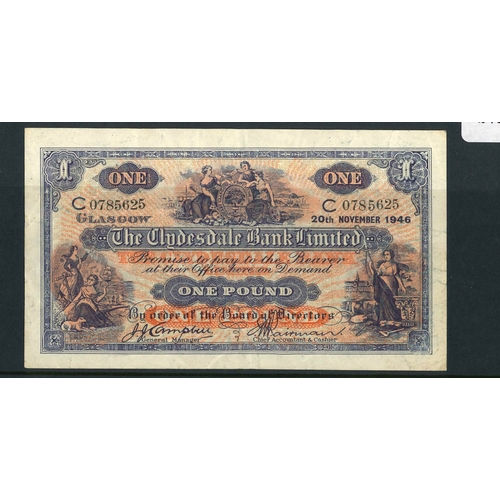 ONE ONE
C 0785625 C 0785625
GLASGOW 20TH NOVEMBER 1946
The Clydesdale Bank Limited
Promise to pay to the Bearer
at their Office here on Demand
ONE POUND
By order of the Board of Directors
J J Campbell
General Manager Chief Accountant & Cashier